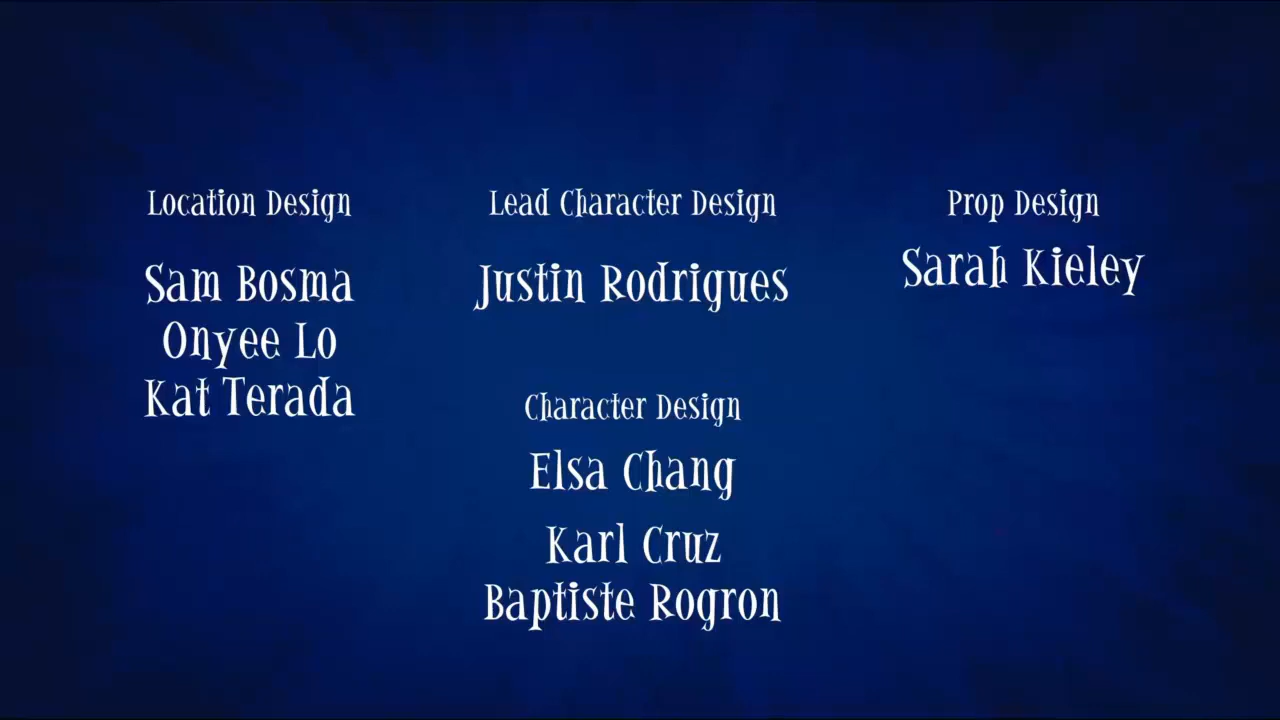 Location Design
Sam Bosma
Onyee Lo
Kat Terada
Lead Character Design
Justin Rodrigues
Character Design
Elsa Chang
Karl Cruz
Baptiste Rogron
Prop Design
Sarah Kieley